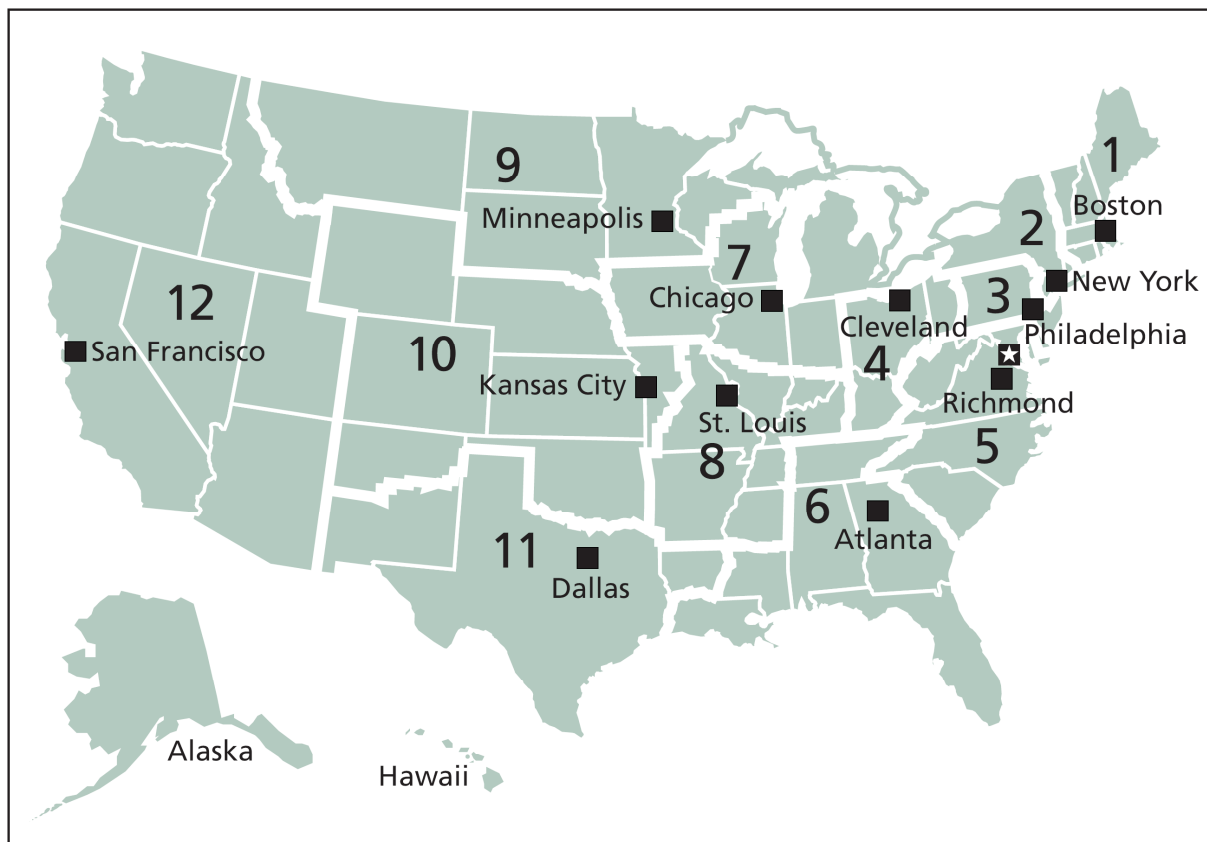 1
9
Boston
2
Minneapolis
7
New York
3
12
Chicago
Cleveland
Philadelphia
10
San Francisco
4
Kansas City
Richmond
St. Louis
5
8
6
Atlanta
11
Dallas
Alaska
Hawaii